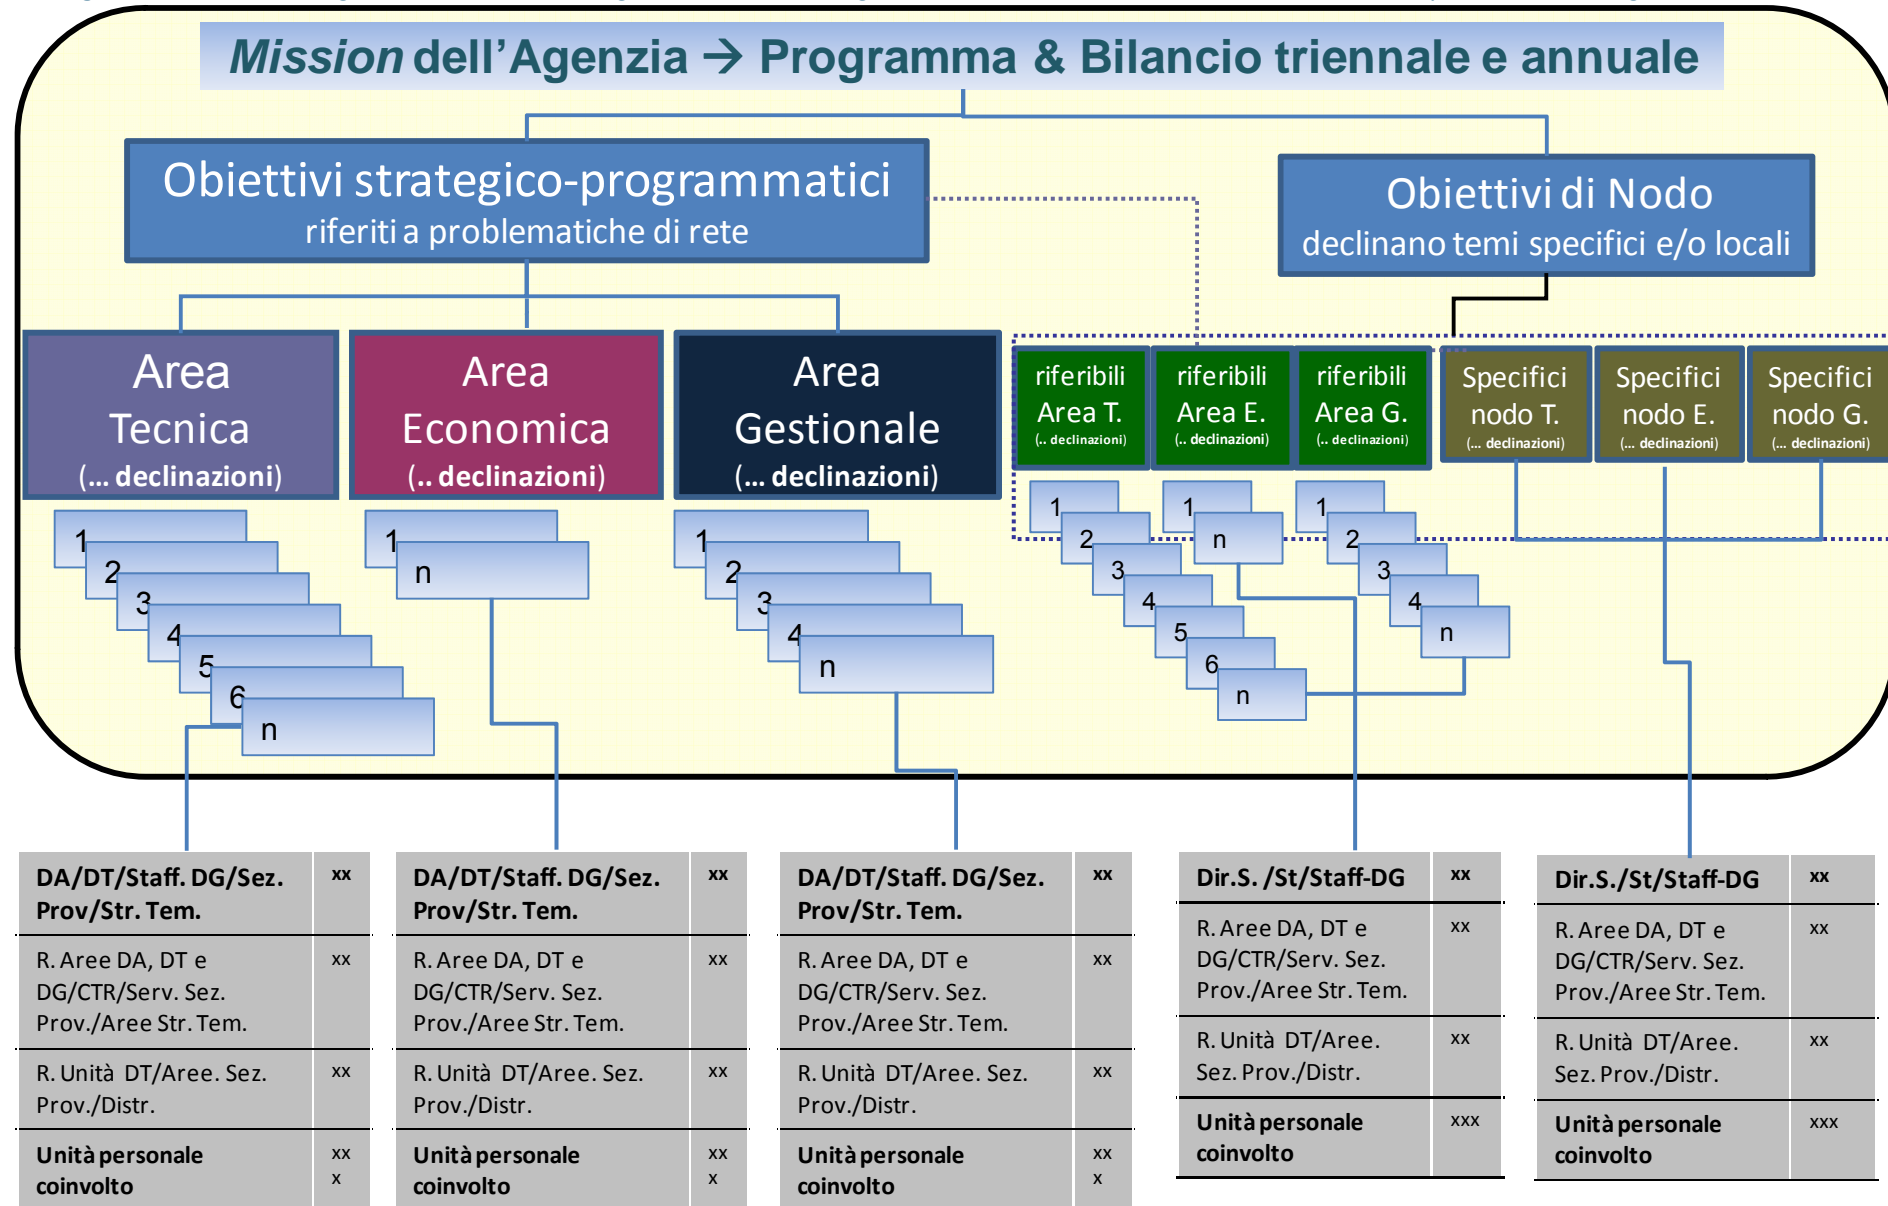 Mission dell’Agenzia → Programma & Bilancio triennale e annuale
Obiettivi strategico-programmatici
riferiti a problematiche di rete
Obiettivi di Nodo
declinano temi specifici e/o locali
Area
Tecnica
(... declinazioni)
Area
Economica
(.. declinazioni)
Area
Gestionale
(... declinazioni)
riferibili
Area T.
(.. declinazioni)
riferibili
Area E.
(.. declinazioni)
riferibili
Area G.
(.. declinazioni)
Specifici
nodo T.
(... declinazioni)
Specifici
nodo E.
(... declinazioni)
Specifici
nodo G.
(... declinazioni)
1
2
3
4
5
6
n
1
n
1
2
3
4
n
1
2
3
4
5
6
n
1
n
1
2
3
4
n
DA/DT/Staff. DG/Sez. xx
Prov/Str. Tem.
R. Aree DA, DT e xx
DG/CTR/Serv. Sez.
Prov./Aree Str. Tem.
R. Unità DT/Aree. Sez. xx
Prov./Distr.
Unità personale xx
coinvolto x
DA/DT/Staff. DG/Sez. xx
Prov/Str. Tem.
R. Aree DA, DT e xx
DG/CTR/Serv. Sez.
Prov./Aree Str. Tem.
R. Unità DT/Aree. Sez. xx
Prov./Distr.
Unità personale xx
coinvolto x
DA/DT/Staff. DG/Sez. xx
Prov/Str. Tem.
R. Aree DA, DT e xx
DG/CTR/Serv. Sez.
Prov./Aree Str. Tem.
R. Unità DT/Aree. Sez. xx
Prov./Distr.
Unità personale xx
coinvolto x
Dir.S. /St/Staff-DG xx
R. Aree DA, DT e xx
DG/CTR/Serv. Sez.
Prov./Aree Str. Tem.
R. Unità DT/Aree. xx
Sez. Prov./Distr.
Unità personale xxx
coinvolto
Dir.S. /St/Staff-DG xx
R. Aree DA, DT e xx
DG/CTR/Serv. Sez.
Prov./Aree Str. Tem.
R. Unità DT/Aree. xx
Sez. Prov./Distr.
Unità personale xxx
coinvolto